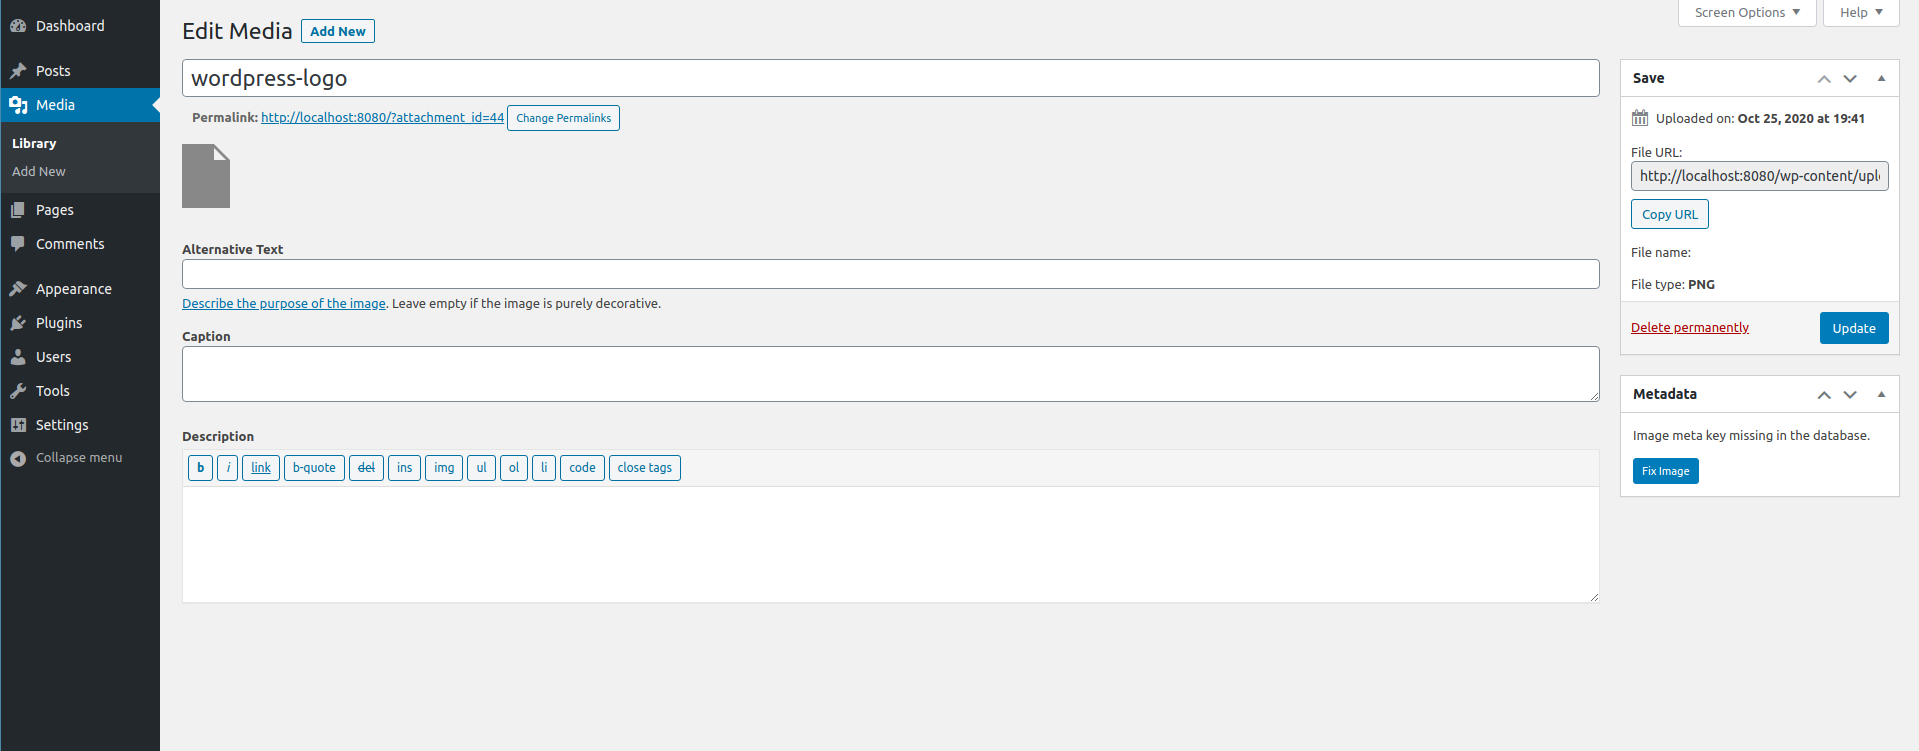 Dashboard
Posts
Media
Library
Add New
Pages
Comments
Appearance
Plugins
Users
Tools
Settings
Collapse menu
Screen Options
Help
Edit Media Add New
wordpress-logo
Permalink: http://localhost:8080/?attachment_id=44 Change Permalinks
Alternative Text
Describe the purpose of the image. Leave empty if the image is purely decorative.
Caption
Description
b i link b-quote del ins img ul ol li code close tags
Save
Uploaded on: Oct 25, 2020 at 19:41
File URL:
http://localhost:8080/wp-content/upl
Copy URL
File name:
File type: PNG
Delete permanently Update
Metadata
Image meta key missing in the database.
Fix Image